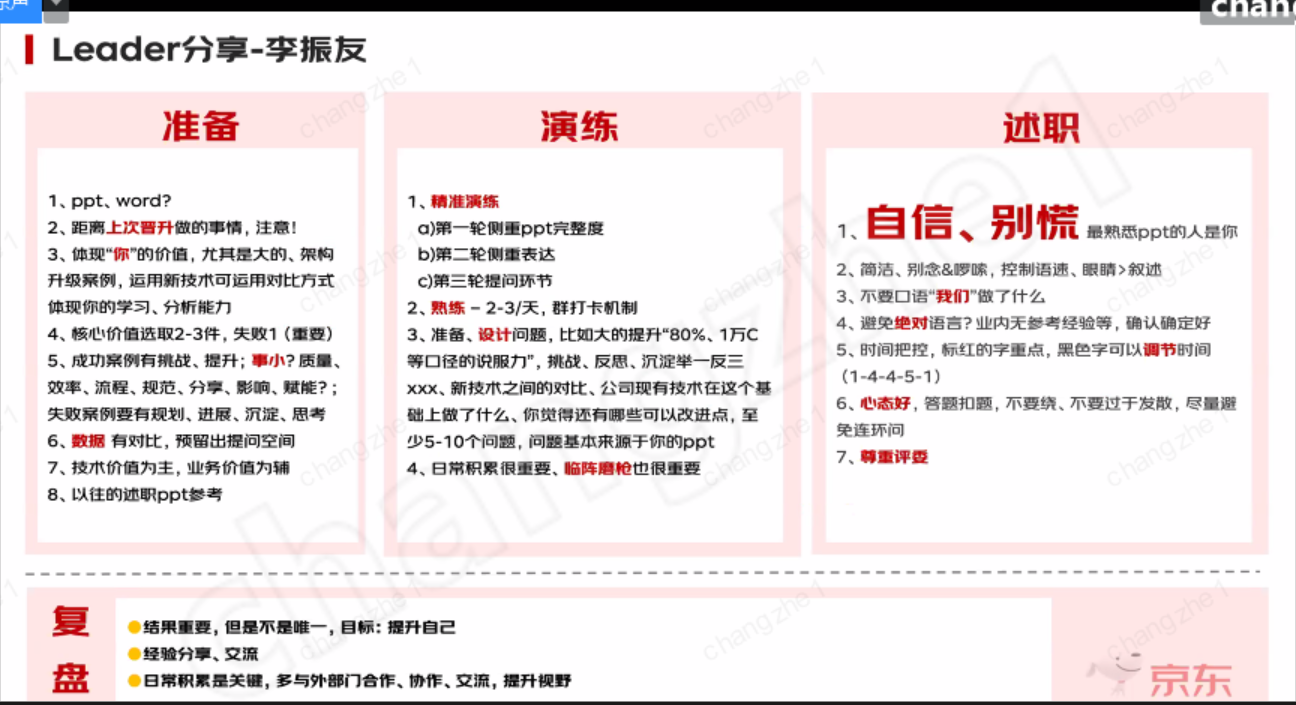 原声
chang
Leader分享-李振友
准备
1、ppt、word?
2、距离上次晋升做的事情，注意!
3、体现“你”的价值，尤其是大的、架构
升级案例，运用新技术可运用对比方式
体现你的学习、分析能力
4、核心价值选取2-3件，失败1（重要）
5、成功案例有挑战、提升；事小? 质量、
效率、流程、规范、分享、影响、赋能? ;
失败案例要有规划、进展、沉淀、思考
6、数据 有对比，预留出提问空间
7、技术价值为主，业务价值为辅
8、以往的述职ppt参考
演练
1、精准演练
a)第一轮侧重ppt完整度
b)第二轮侧重表达
c)第三轮提问环节
2、熟练 – 2-3/天，群打卡机制
3、准备、设计问题，比如大的提升“80%、1万C
等口径的说服力”，挑战、反思、沉淀举一反三
xxx、新技术之间的对比、公司现有技术在这个基
础上做了什么、你觉得还有哪些可以改进点，至
少5-10个问题，问题基本来源于你的ppt
4、日常积累很重要、临阵磨枪也很重要
述职
1、自信、别慌 最熟悉ppt的人是你
2、简洁、别念&啰嗦，控制语速、眼睛>叙述
3、不要口语“我们”做了什么
4、避免绝对语言? 业内无参考经验等，确认确定好
5、时间把控，标红的字重点，黑色字可以调节时间
（1-4-4-5-1）
6、心态好，答题扣题，不要绕、不要过于发散，尽量避
免连环问
7、尊重评委
复盘
结果重要，但是不是唯一，目标：提升自己
经验分享、交流
日常积累是关键，多与外部门合作、协作、交流，提升视野
京东
changzhe1